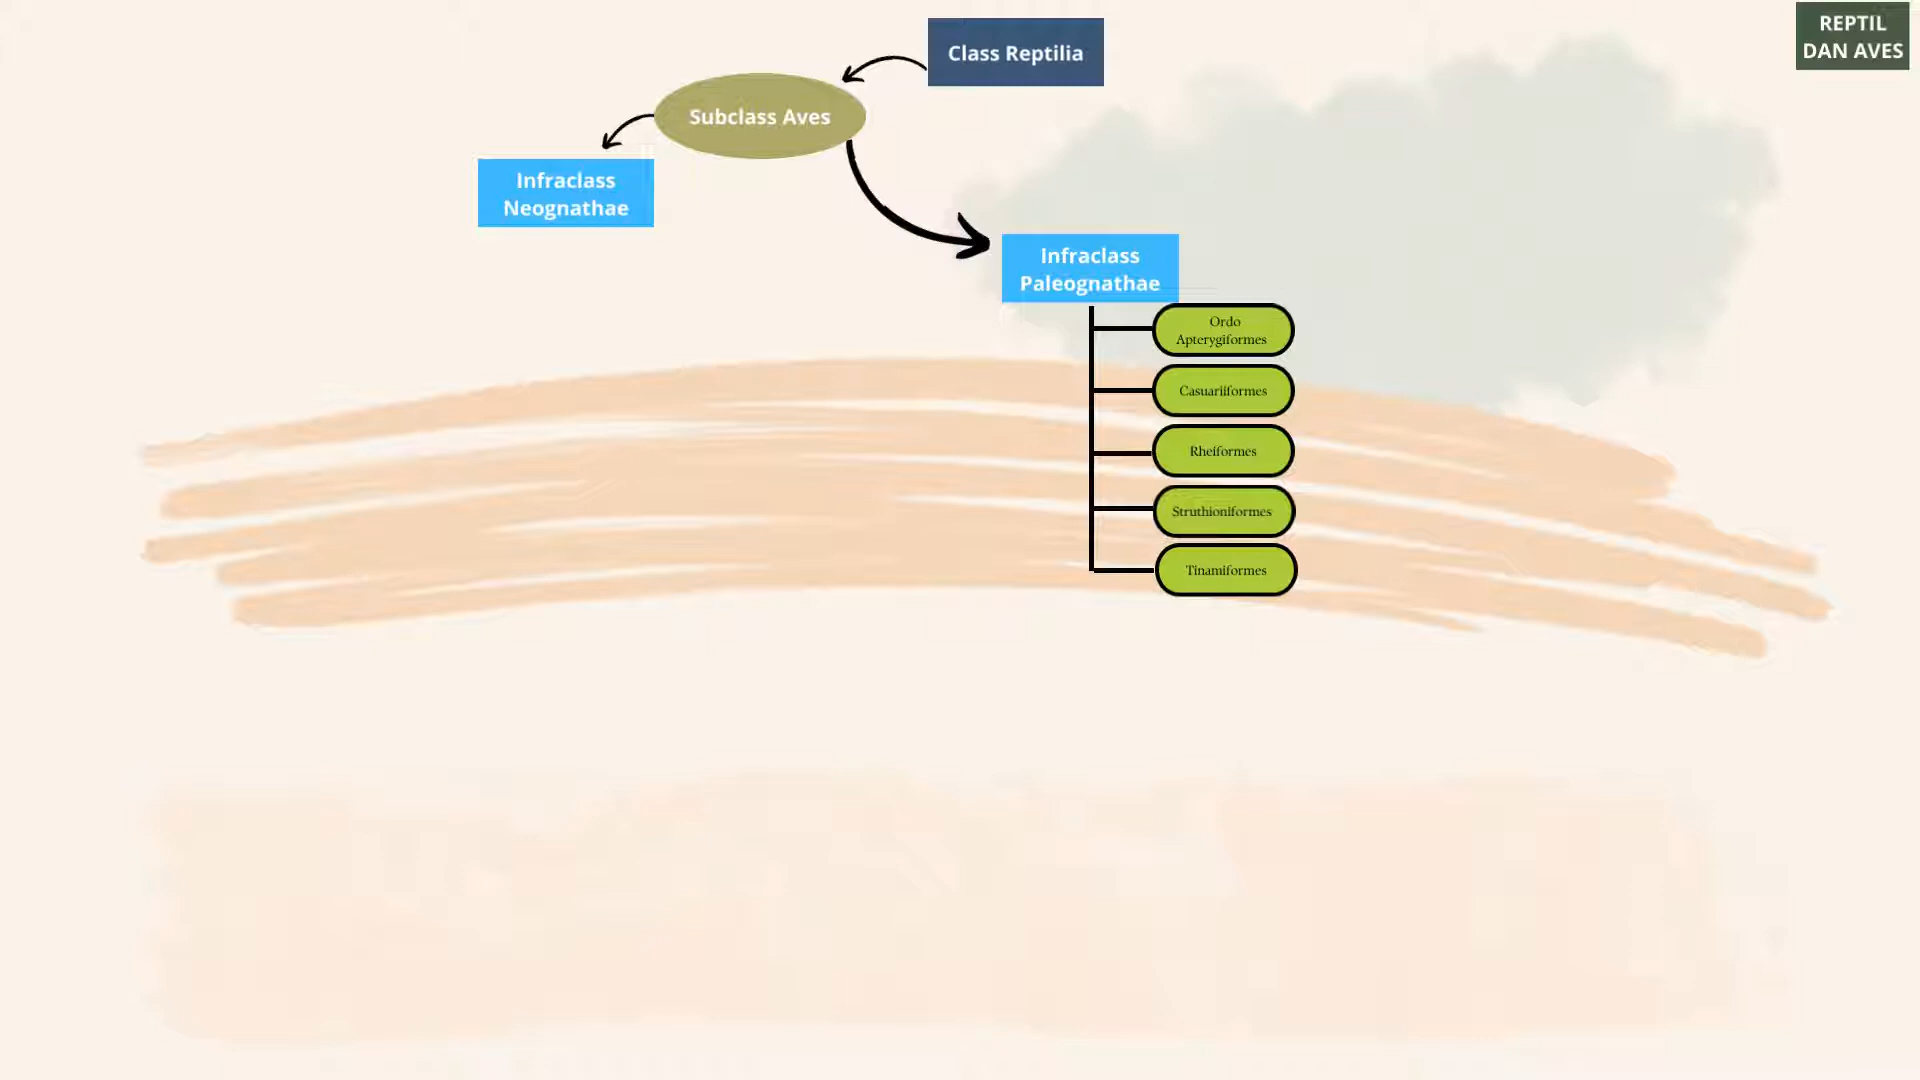 REPTIL
DAN AVES
Class Reptilia
Subclass Aves
Infraclass
Neognathae
Infraclass
Paleognathae
Ordo
Apterygiformes
Casuariiformes
Rheiformes
Struthioniformes
Tinamiformes